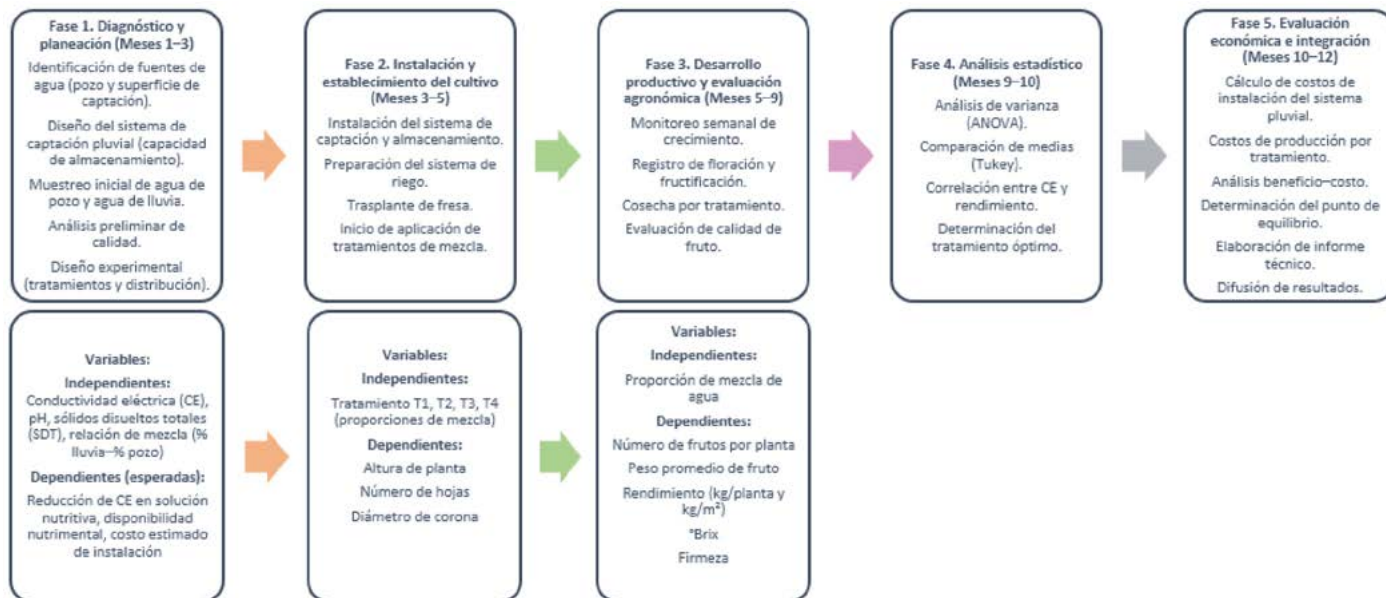 Fase 1. Diagnóstico y
planeación (Meses 1–3)
Identificación de fuentes de
agua (pozo y superficie de
captación).
Diseño del sistema de
captación pluvial (capacidad
de almacenamiento).
Muestreo inicial de agua de
pozo y agua de lluvia.
Análisis preliminar de
calidad.
Diseño experimental
(tratamientos y distribución).
Fase 2. Instalación y
establecimiento del cultivo
(Meses 3–5)
Instalación del sistema de
captación y almacenamiento.
Preparación del sistema de
riego.
Trasplante de fresa.
Inicio de aplicación de
tratamientos de mezcla.
Fase 3. Desarrollo
productivo y evaluación
agronómica (Meses 5–9)
Monitoreo semanal de
crecimiento.
Registro de floración y
fructificación.
Cosecha por tratamiento.
Evaluación de calidad de
fruto.
Fase 4. Análisis estadístico
(Meses 9–10)
Análisis de varianza
(ANOVA).
Comparación de medias
(Tukey).
Correlación entre CE y
rendimiento.
Determinación del
tratamiento óptimo.
Fase 5. Evaluación
económica e integración
(Meses 10–12)
Cálculo de costos de
instalación del sistema
pluvial.
Costos de producción por
tratamiento.
Análisis beneficio–costo.
Determinación del punto de
equilibrio.
Elaboración de informe
técnico.
Difusión de resultados.
Variables:
Independientes:
Conductividad eléctrica (CE),
pH, sólidos disueltos totales
(SDT), relación de mezcla (%
lluvia–% pozo)
Dependientes (esperadas):
Reducción de CE en solución
nutritiva, disponibilidad
nutrimental, costo estimado
de instalación
Variables:
Independientes:
Tratamiento T1, T2, T3, T4
(proporciones de mezcla)
Dependientes:
Altura de planta
Número de hojas
Diámetro de corona
Variables:
Independientes:
Proporción de mezcla de
agua
Dependientes:
Número de frutos por planta
Peso promedio de fruto
Rendimiento (kg/planta y
kg/m²)
°Brix
Firmeza